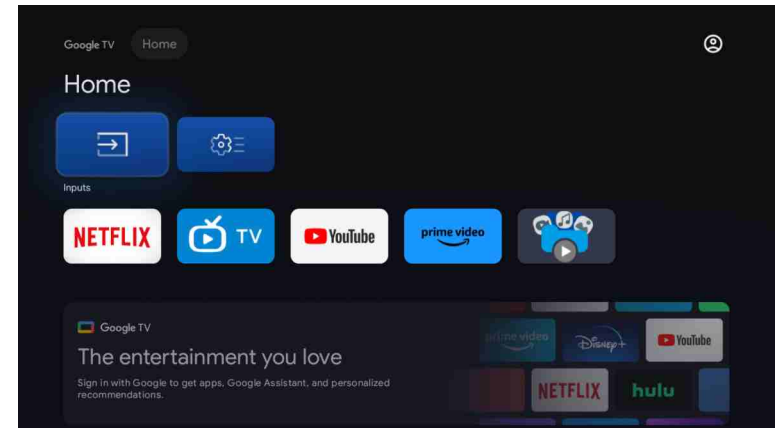 Google TV Home
Home
Inputs
NETFLIX TV YouTube prime video
Google TV
The entertainment you love
Sign in with Google to get apps, Google Assistant, and personalized
recommendations.
prime video Disney+ YouTube
NETFLIX hulu